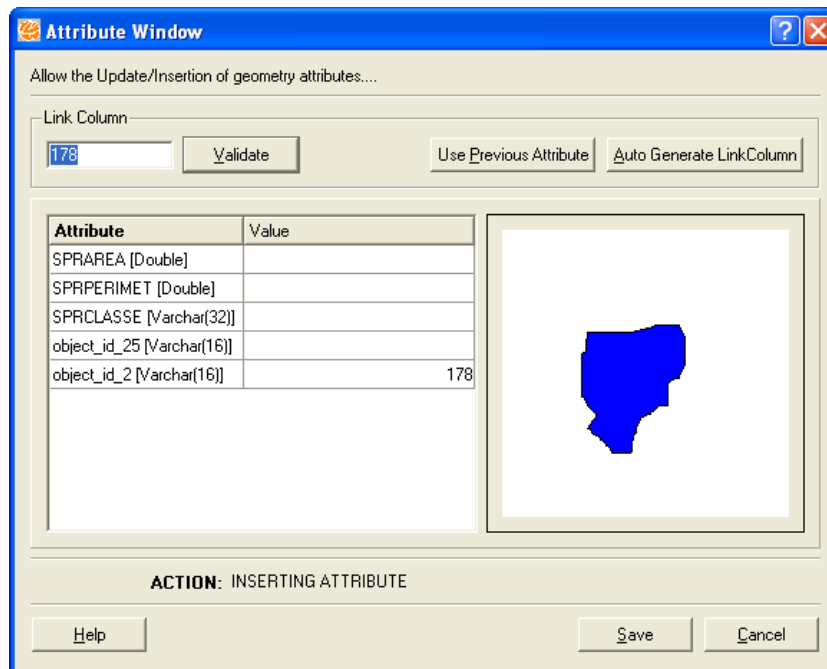 Attribute Window
Allow the Update/Insertion of geometry attributes....
Link Column
178 Validate Use Previous Attribute Auto Generate LinkColumn
Attribute Value
SPRAREA [Double]
SPRPERIMET [Double]
SPRCLASSE [Varchar(32)]
object_id_25 [Varchar(16)]
object_id_2 [Varchar(16)] 178
ACTION: INSERTING ATTRIBUTE
Help Save Cancel